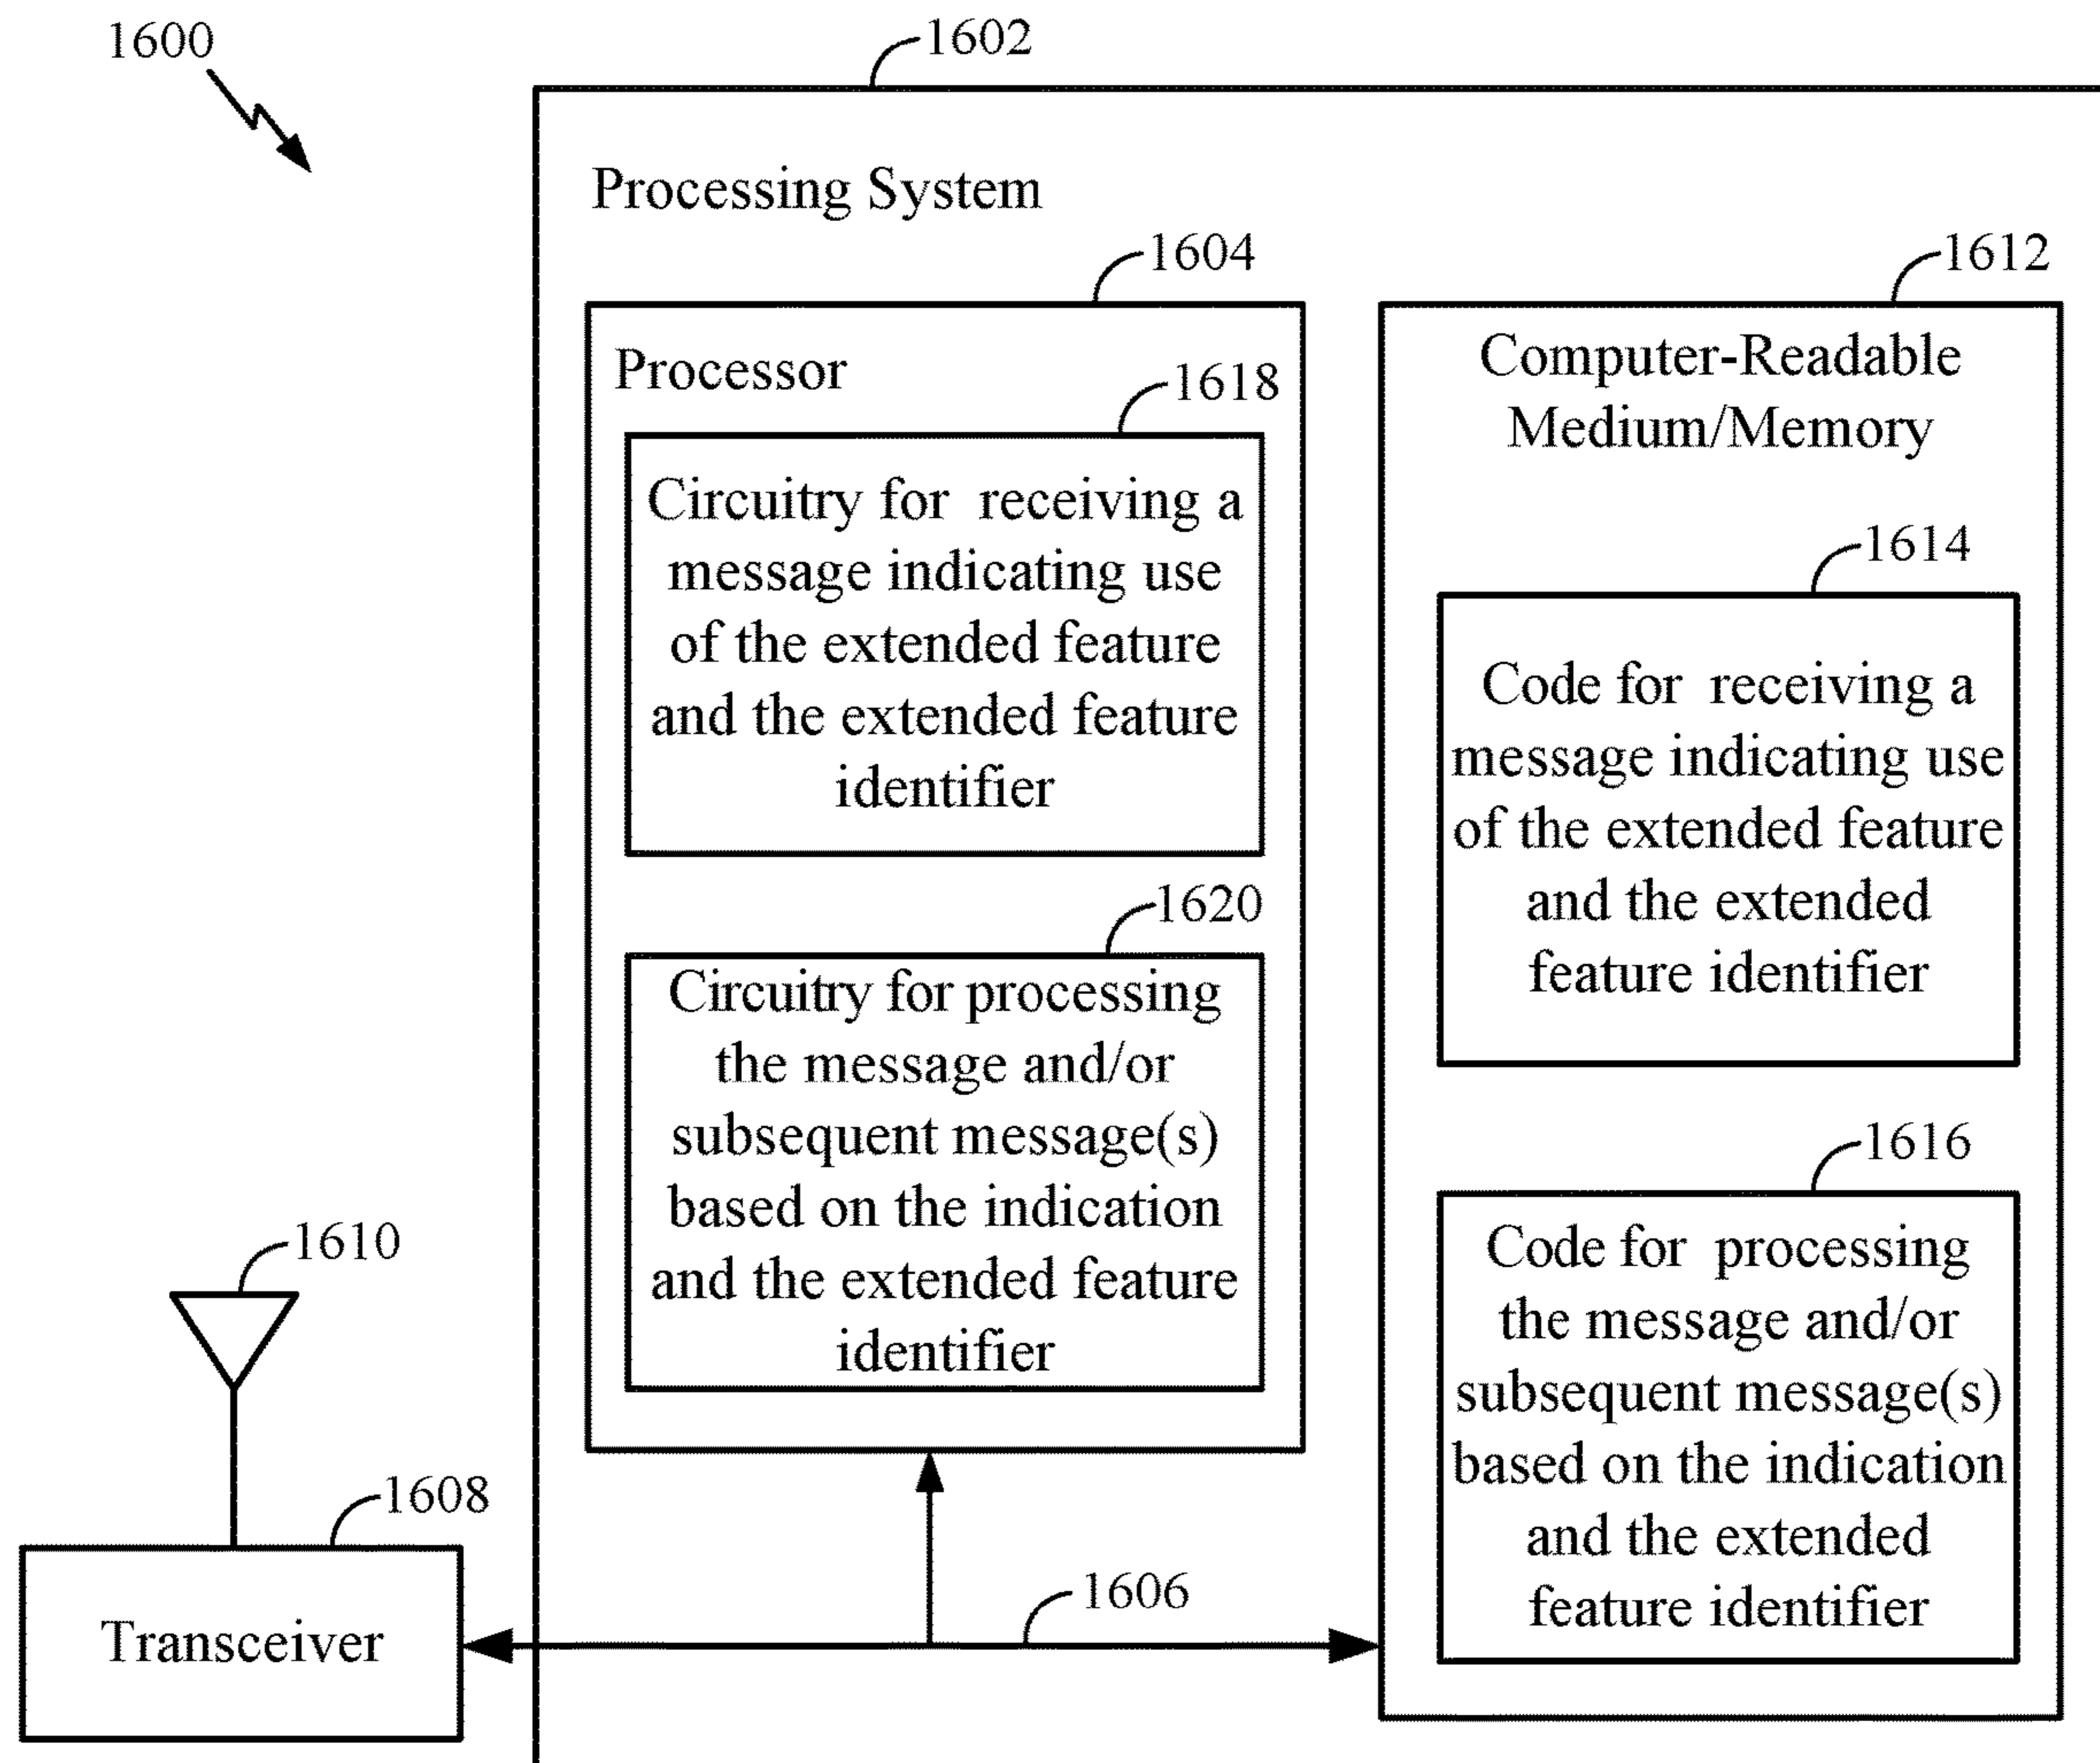 1600
1602
Processing System
1604
Processor
1618
Circuitry for receiving a
message indicating use
of the extended feature
and the extended feature
identifier
1620
Circuitry for processing
the message and/or
subsequent message(s)
based on the indication
and the extended feature
identifier
1612
Computer-Readable
Medium/Memory
1614
Code for receiving a
message indicating use
of the extended feature
and the extended
feature identifier
1616
Code for processing
the message and/or
subsequent message(s)
based on the indication
and the extended
feature identifier
1610
1608
Transceiver
1606